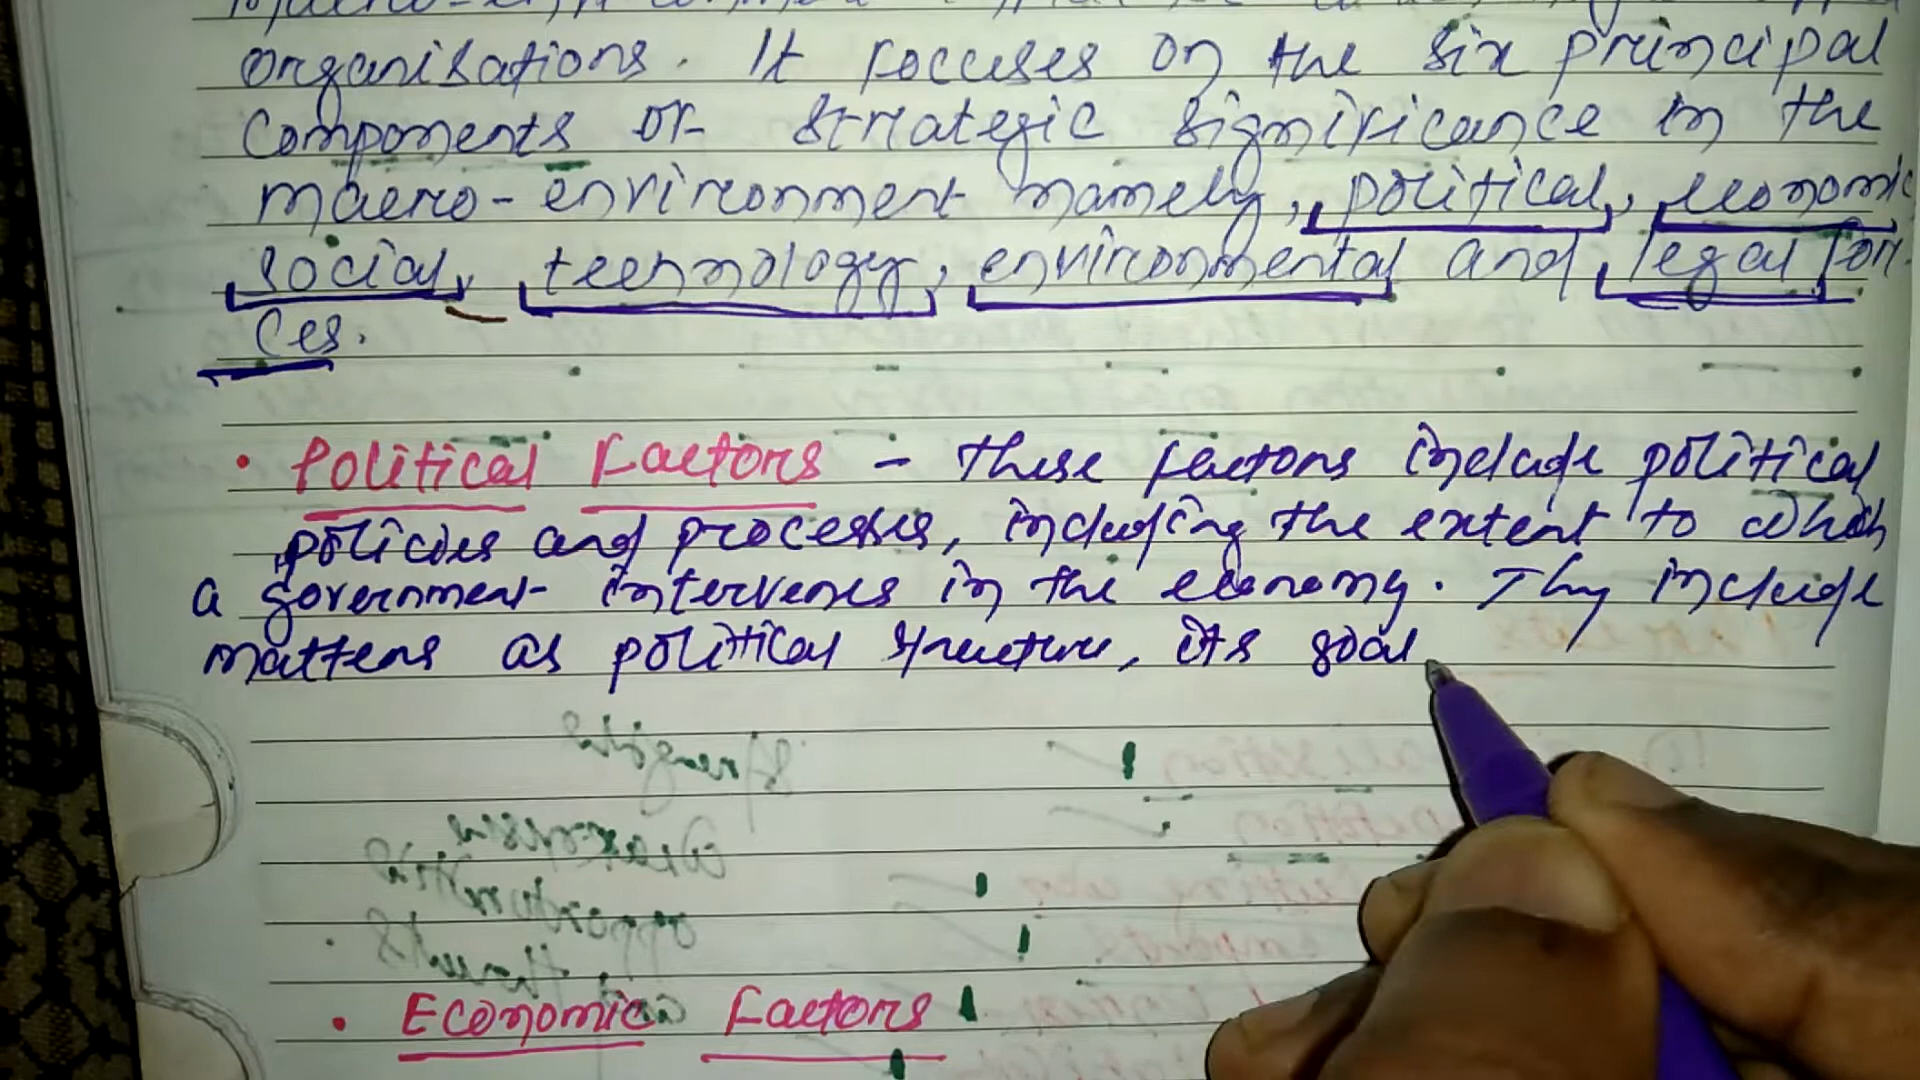 organisations. It focuses on the six principal
components of strategic significance in the
macro-environment namely, political, economic
social, technology, environmental and legal for-
ces.
• Political Factors - These factors include political
policies and processes, including the extent to which
a government intervenes in the economy. They include
matters as political structure, its goal
• Economic Factors